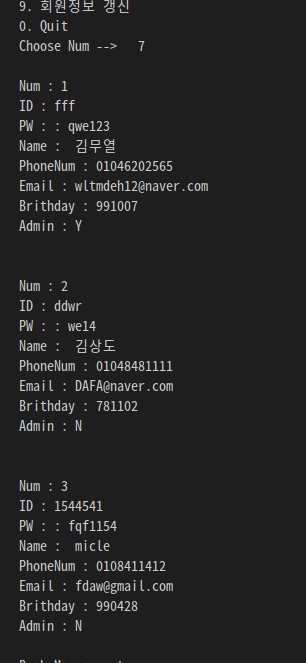 9. 회원정보 갱신
0. Quit
Choose Num -->   7
Num : 1
ID : fff
PW : : qwe123
Name :  김무열
PhoneNum : 01046202565
Email : wltmdeh12@naver.com
Brithday : 991007
Admin : Y
Num : 2
ID : ddwr
PW : : we14
Name :  김상도
PhoneNum : 01048481111
Email : DAFA@naver.com
Brithday : 781102
Admin : N
Num : 3
ID : 1544541
PW : : fqf1154
Name :  micle
PhoneNum : 0108411412
Email : fdaw@gmail.com
Brithday : 990428
Admin : N